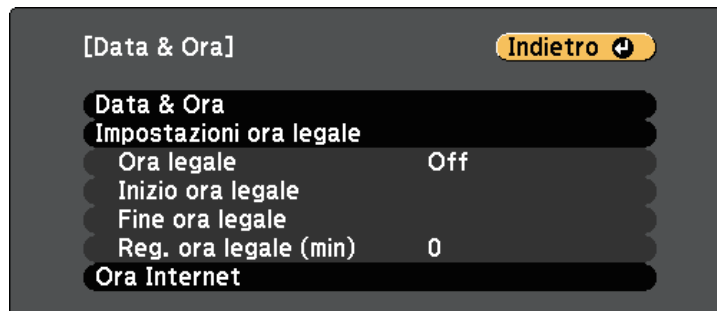 [Data & Ora] Indietro
Data & Ora
Impostazioni ora legale
Ora legale Off
Inizio ora legale
Fine ora legale
Reg. ora legale (min) 0
Ora Internet